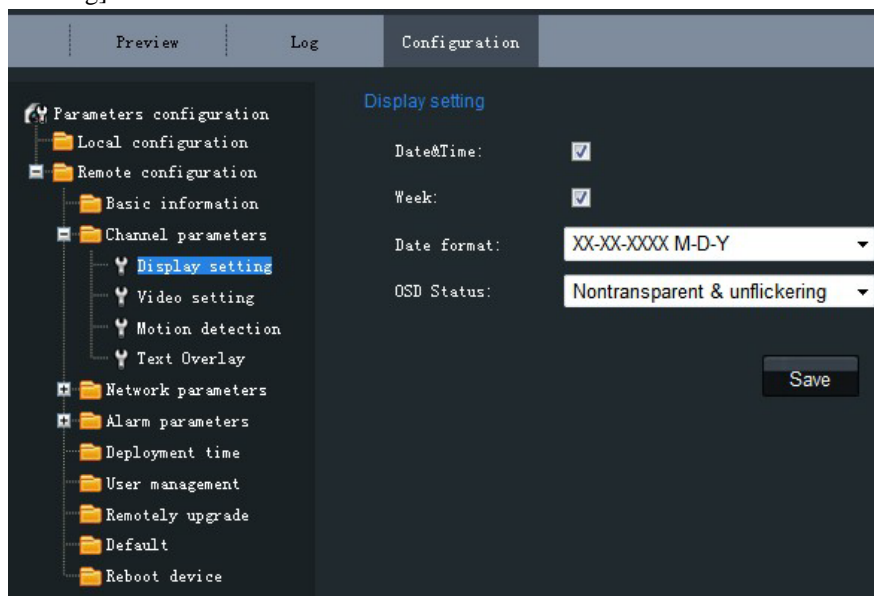 Preview Log Configuration
Parameters configuration
Local configuration
Remote configuration
Basic information
Channel parameters
Display setting
Video setting
Motion detection
Text Overlay
Network parameters
Alarm parameters
Deployment time
User management
Remotely upgrade
Default
Reboot device
Display setting
Date&Time:
Week:
Date format: XX-XX-XXXX M-D-Y
OSD Status: Nontransparent & unflickering
Save